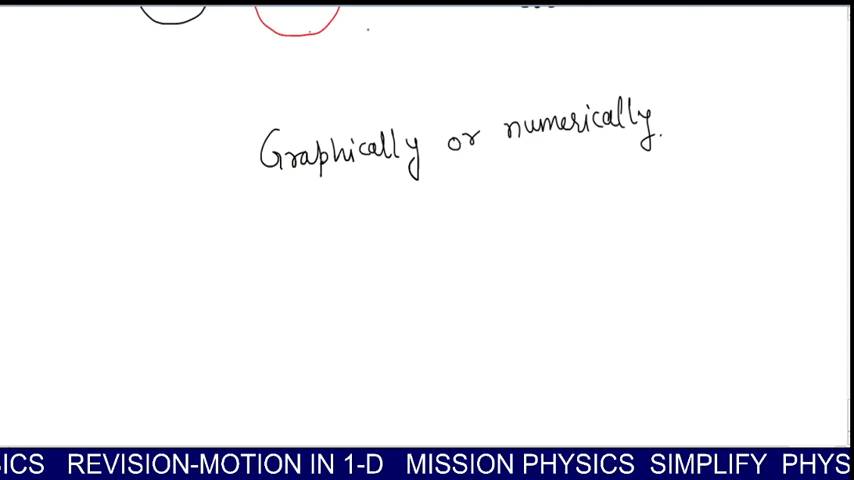 Graphically or numerically.
ICS REVISION-MOTION IN 1-D MISSION PHYSICS SIMPLIFY PHYS